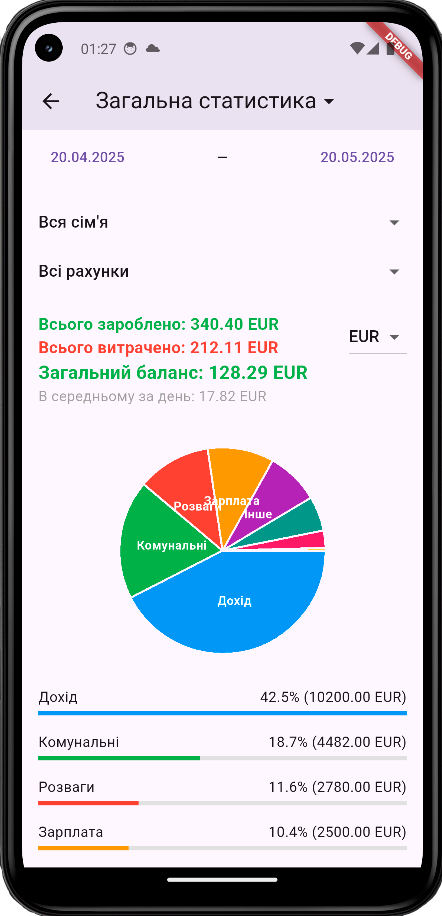 01:27
DEBUG
Загальна статистика
20.04.2025 – 20.05.2025
Вся сім'я
Всі рахунки
Всього зароблено: 340.40 EUR
Всього витрачено: 212.11 EUR
EUR
Загальний баланс: 128.29 EUR
В середньому за день: 17.82 EUR
Зарплата
Розваги
Інше
Комунальні
Дохід
Дохід 42.5% (10200.00 EUR)
Комунальні 18.7% (4482.00 EUR)
Розваги 11.6% (2780.00 EUR)
Зарплата 10.4% (2500.00 EUR)